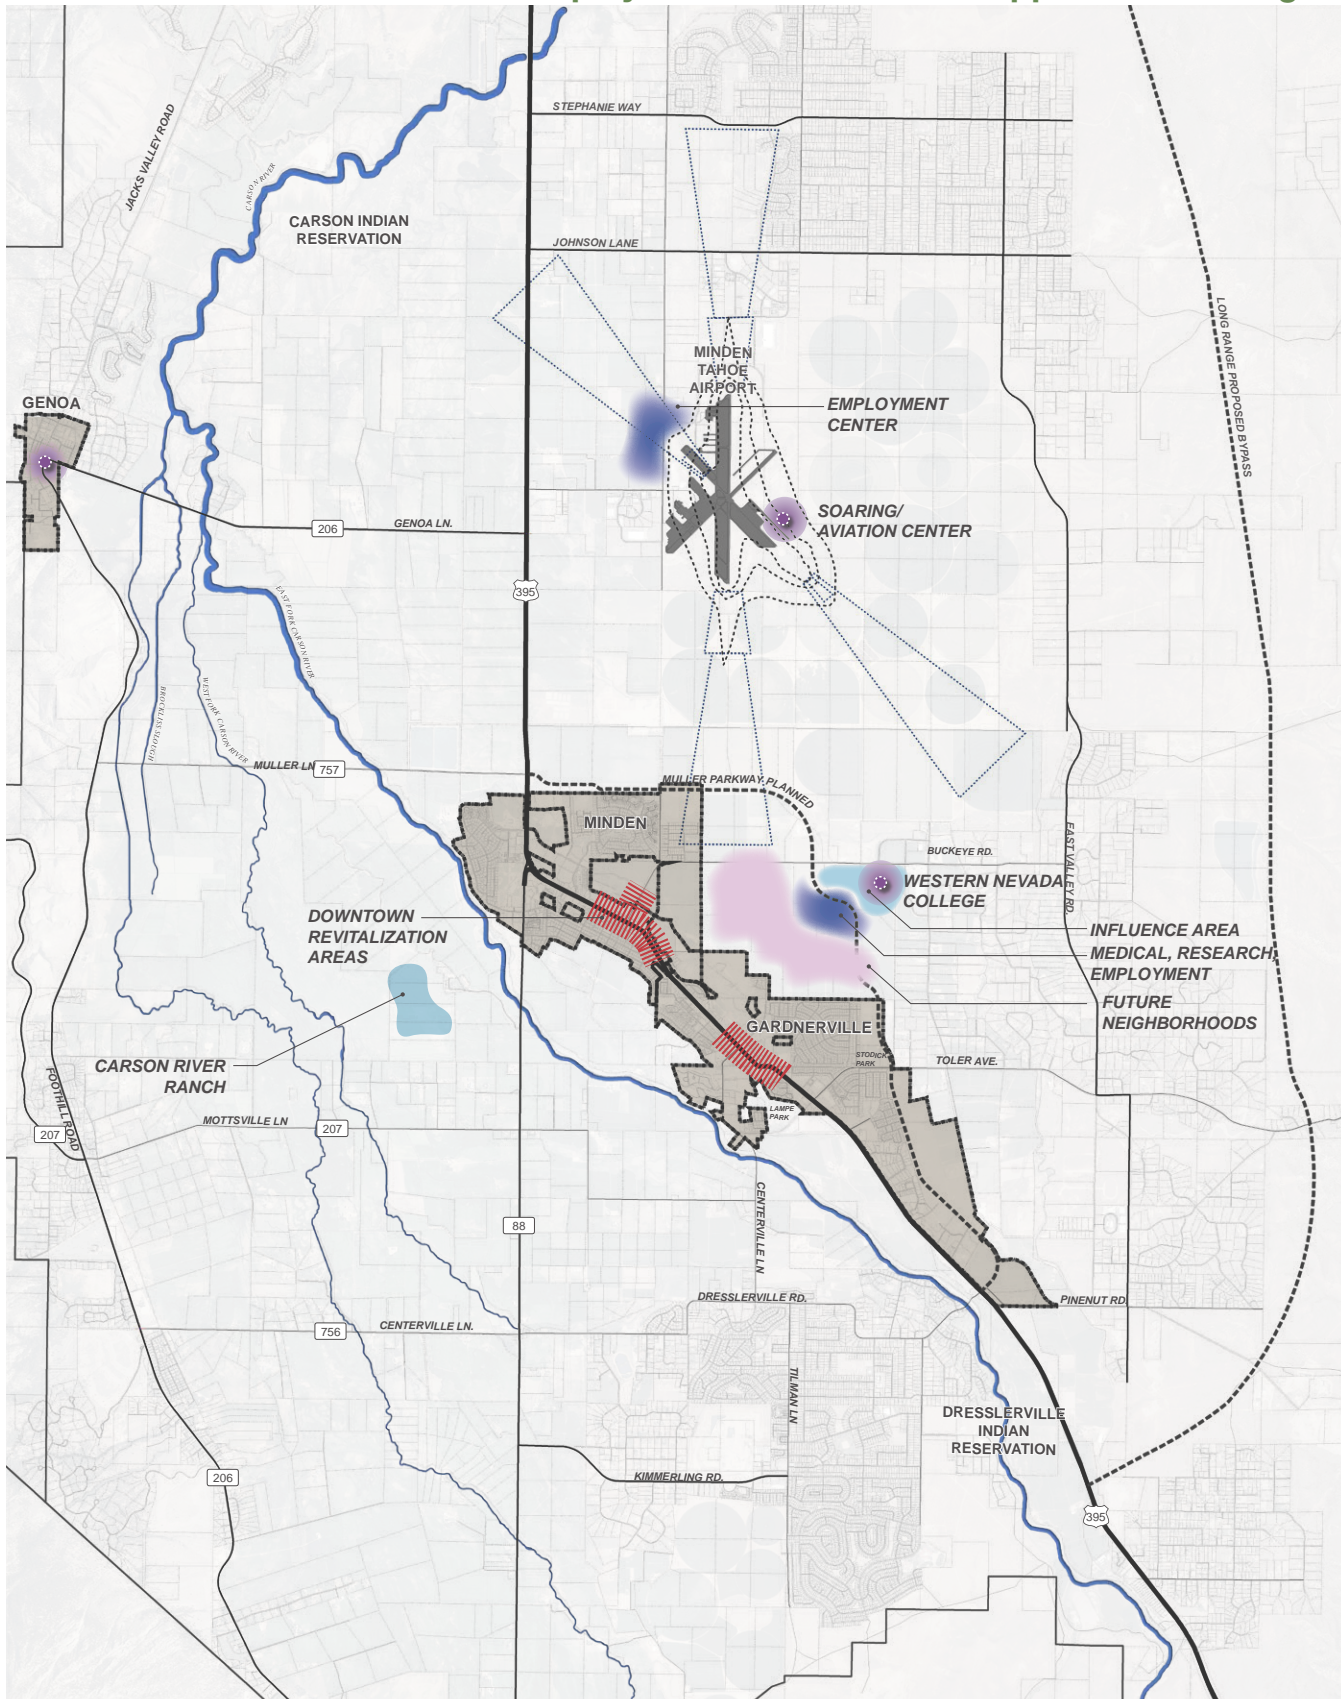 STEPHANIE WAY
JACKS VALLEY ROAD
CARSON RIVER
CARSON INDIAN
RESERVATION
JOHNSON LANE
LONG RANGE PROPOSED BYPASS
MINDEN
TAHOE
AIRPORT
GENOA
EMPLOYMENT
CENTER
SOARING/
AVIATION CENTER
206
GENOA LN.
395
EAST FORK CARSON RIVER
WEST FORK CARSON RIVER
BROCKLISS SLOUGH
MULLER LN
757
MULLER PARKWAY PLANNED
MINDEN
BUCKEYE RD.
EAST VALLEY RD.
WESTERN NEVADA
COLLEGE
DOWNTOWN
REVITALIZATION
AREAS
INFLUENCE AREA
MEDICAL, RESEARCH,
EMPLOYMENT
FUTURE
NEIGHBORHOODS
GARDNERVILLE
STODICK
PARK
TOLER AVE.
CARSON RIVER
RANCH
LAMPE
PARK
FOOTHILL ROAD
207
MOTTSVILLE LN
207
CENTERVILLE LN
88
DRESSLERVILLE RD.
PINENUT RD.
756
CENTERVILLE LN.
TILMAN LN
DRESSLERVILLE
INDIAN
RESERVATION
206
KIMMERLING RD.
395